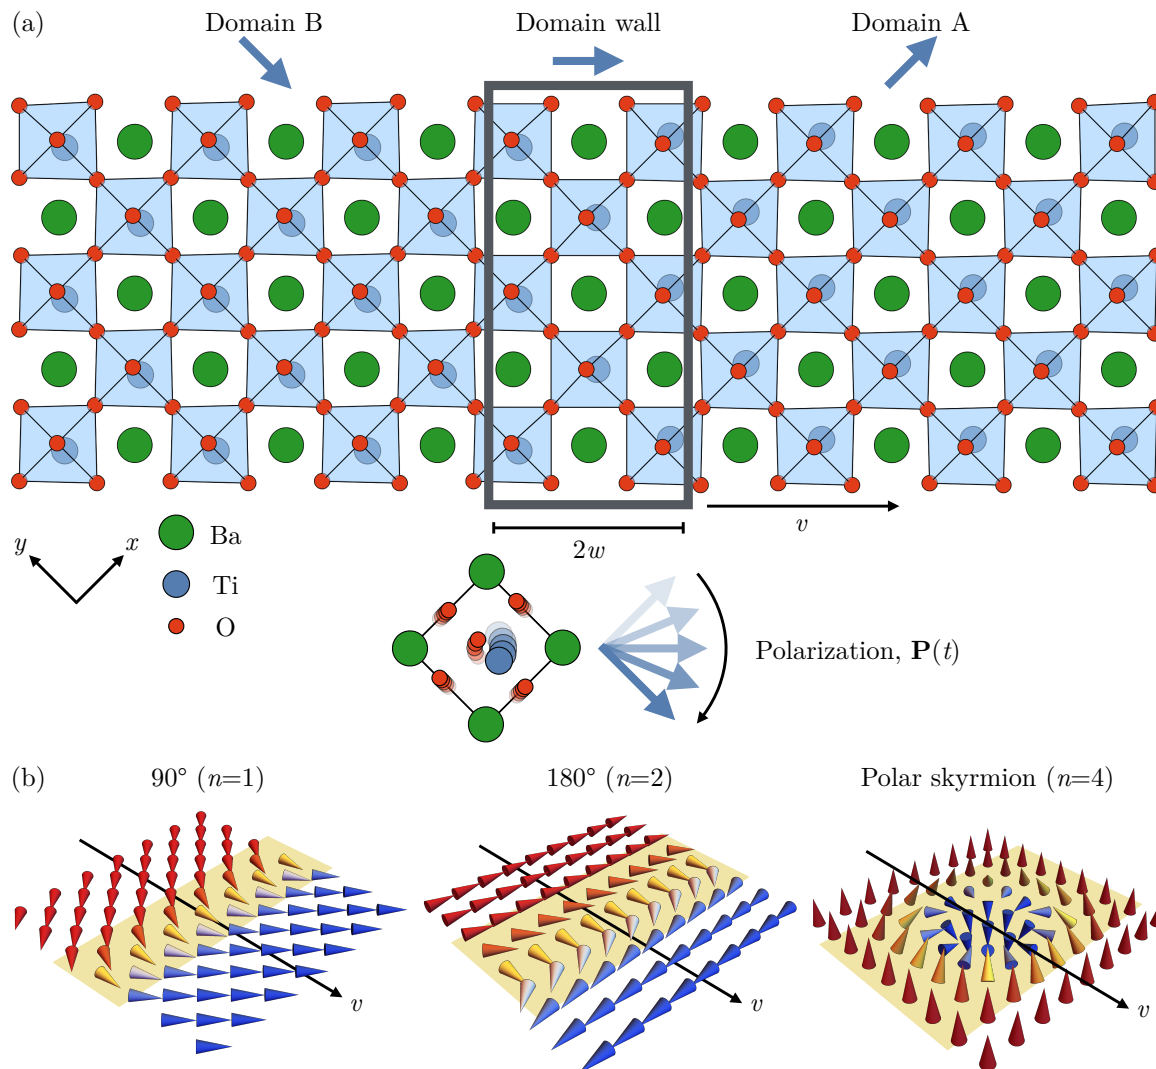 (a)
Domain B
Domain wall
Domain A
v
2w
y
x
Ba
Ti
O
Polarization, P(t)
(b)
90° (n=1)
180° (n=2)
Polar skyrmion (n=4)
v
v
v